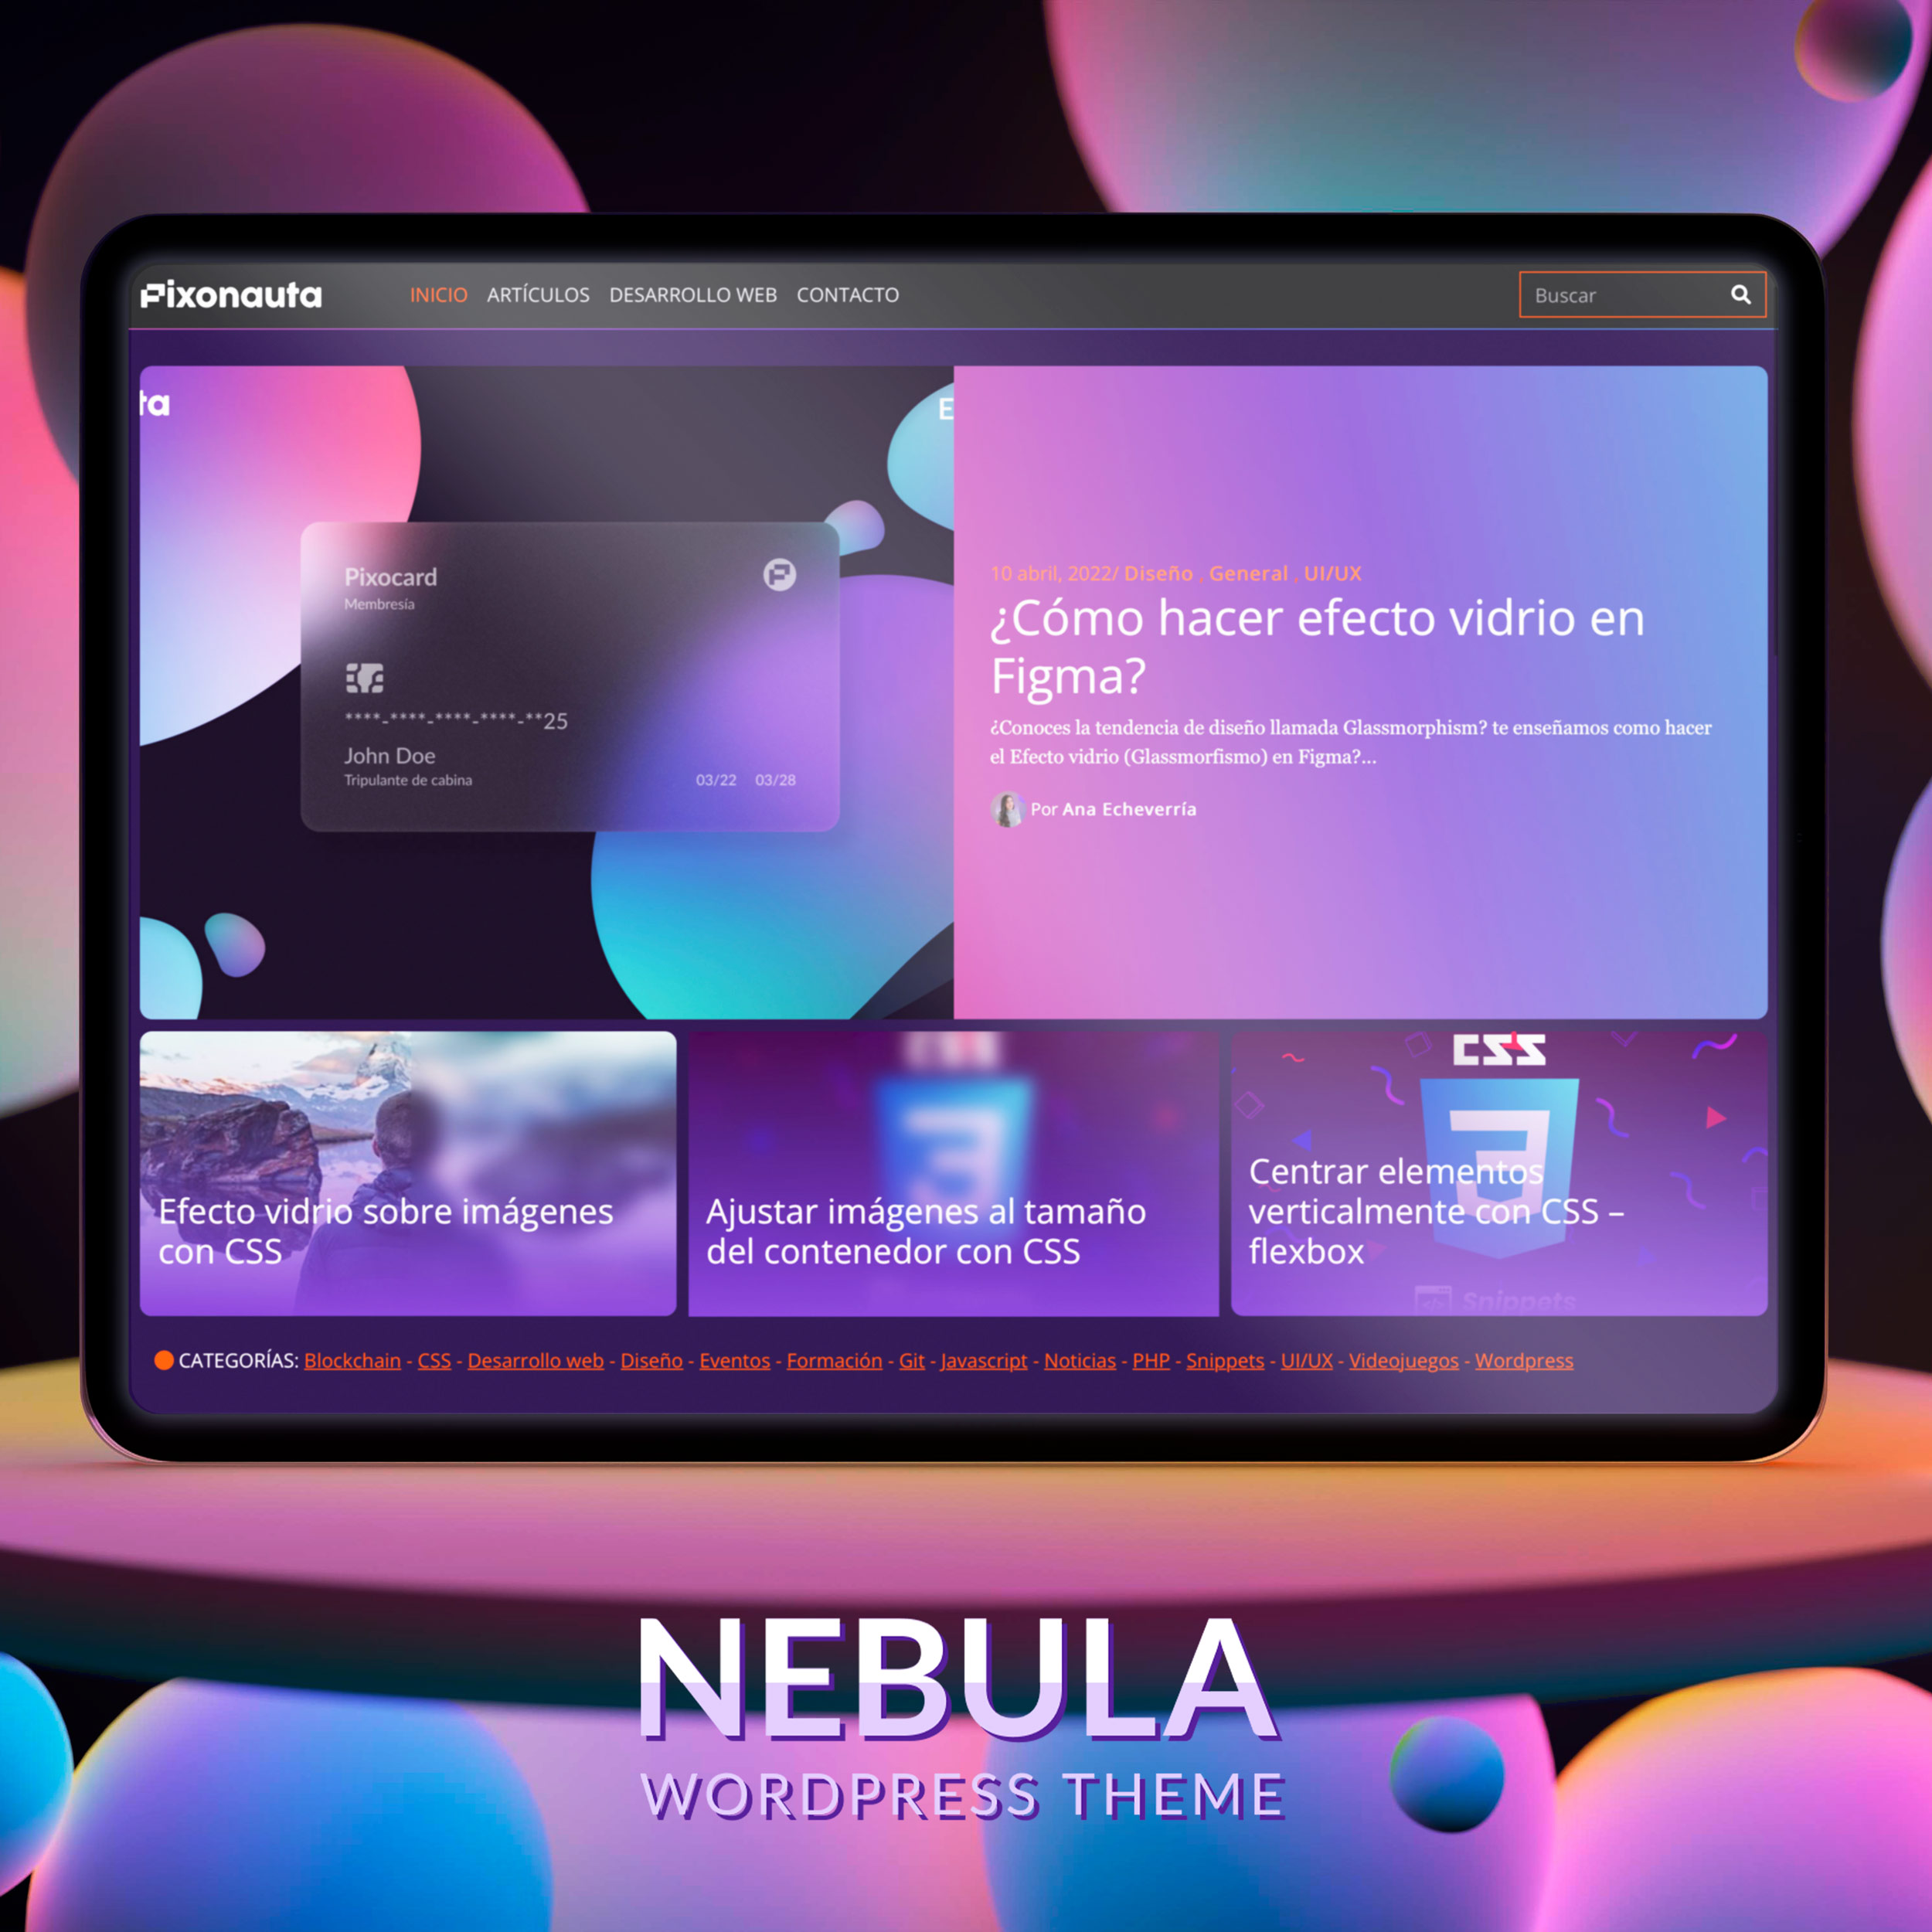 Pixonauta
INICIO ARTÍCULOS DESARROLLO WEB CONTACTO
Buscar
ta
E
Pixocard
Membresía
****-****-****-****-**25
John Doe
Tripulante de cabina
03/22 03/28
10 abril, 2022/ Diseño , General , UI/UX
¿Cómo hacer efecto vidrio en
Figma?
¿Conoces la tendencia de diseño llamada Glassmorphism? te enseñamos como hacer
el Efecto vidrio (Glassmorfismo) en Figma?...
Por Ana Echeverría
Efecto vidrio sobre imágenes
con CSS
3
Ajustar imágenes al tamaño
del contenedor con CSS
CSS
3
Centrar elementos
verticalmente con CSS –
flexbox
</> Snippets
CATEGORÍAS: Blockchain - CSS - Desarrollo web - Diseño - Eventos - Formación - Git - Javascript - Noticias - PHP - Snippets - UI/UX - Videojuegos - Wordpress
NEBULA
WORDPRESS THEME